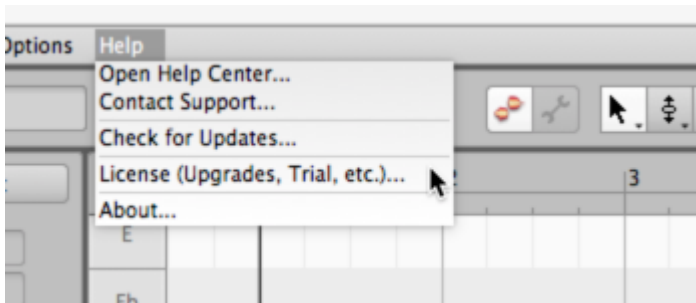 Options Help
Open Help Center...
Contact Support...
Check for Updates...
License (Upgrades, Trial, etc.)...
3
About...
E
Eb